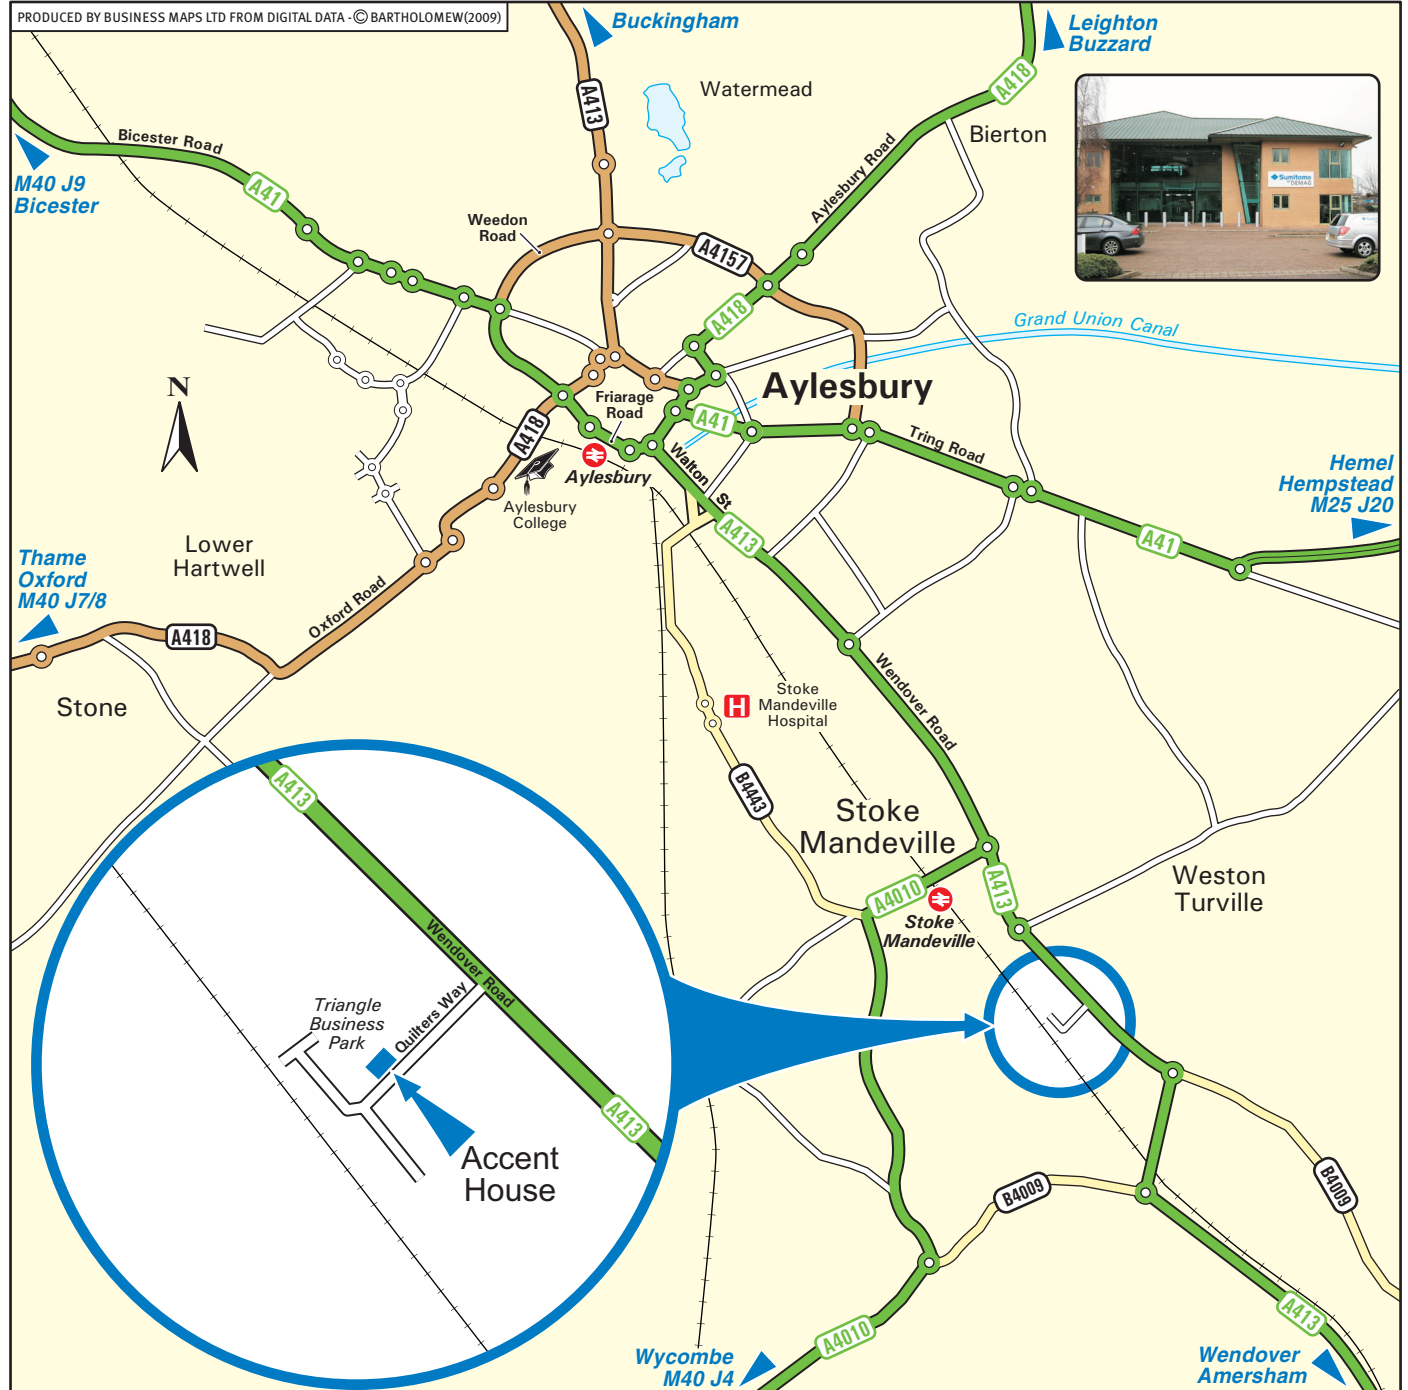 PRODUCED BY BUSINESS MAPS LTD FROM DIGITAL DATA - © BARTHOLOMEW(2009)
Buckingham
Leighton
Buzzard
Watermead
A413
A418
Bierton
Sumitomo
DEMAG
Bicester Road
M40 J9
Bicester
A41
Aylesbury Road
Weedon
Road
A4157
A418
Grand Union Canal
N
Aylesbury
Friarage
Road
A41
A418
Tring Road
Walton St
Aylesbury
Aylesbury
College
Hemel
Hempstead
M25 J20
A413
A41
Lower
Hartwell
Thame
Oxford
M40 J7/8
Oxford Road
A418
Stone
Wendover Road
Stoke
Mandeville
Hospital
H
B4443
A413
Stoke
Mandeville
A4010
A413
Weston
Turville
Stoke
Mandeville
Wendover Road
Quilters Way
Triangle
Business
Park
A413
Accent
House
B4009
B4009
A413
A4010
Wycombe
M40 J4
Wendover
Amersham